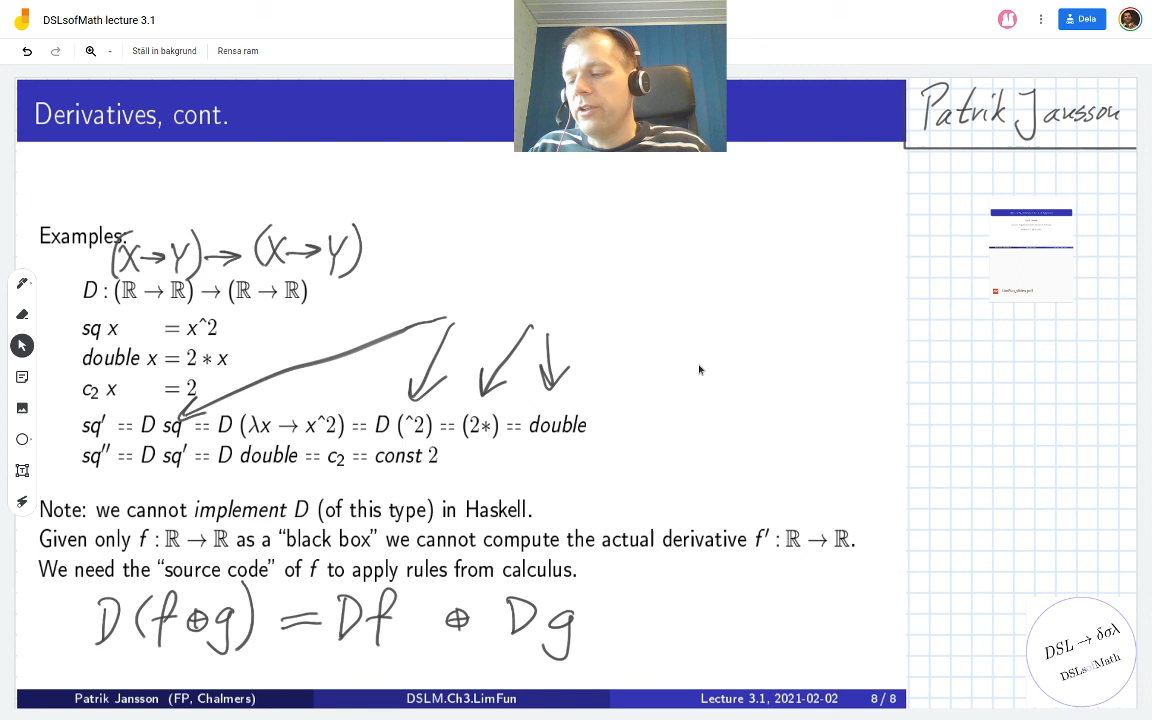 DSLsofMath lecture 3.1
Dela
Ställ in bakgrund
Rensa ram
Derivatives, cont.
Patrik Jansson
Examples:
(X→Y)→(X→Y)
D : (ℝ → ℝ) → (ℝ → ℝ)
sq x = x^2
double x = 2 * x
c₂ x = 2
sq′ == D sq == D (λx → x^2) == D (^2) == (2*) == double
sq″ == D sq′ == D double == c₂ == const 2
Note: we cannot implement D (of this type) in Haskell.
Given only f : ℝ → ℝ as a “black box” we cannot compute the actual derivative f′ : ℝ → ℝ.
We need the “source code” of f to apply rules from calculus.
D(f⊕g) = Df ⊕ Dg
DSL → δσλ
DSLsofMath
Patrik Jansson (FP, Chalmers)
DSLM.Ch3.LimFun
Lecture 3.1, 2021-02-02
8 / 8